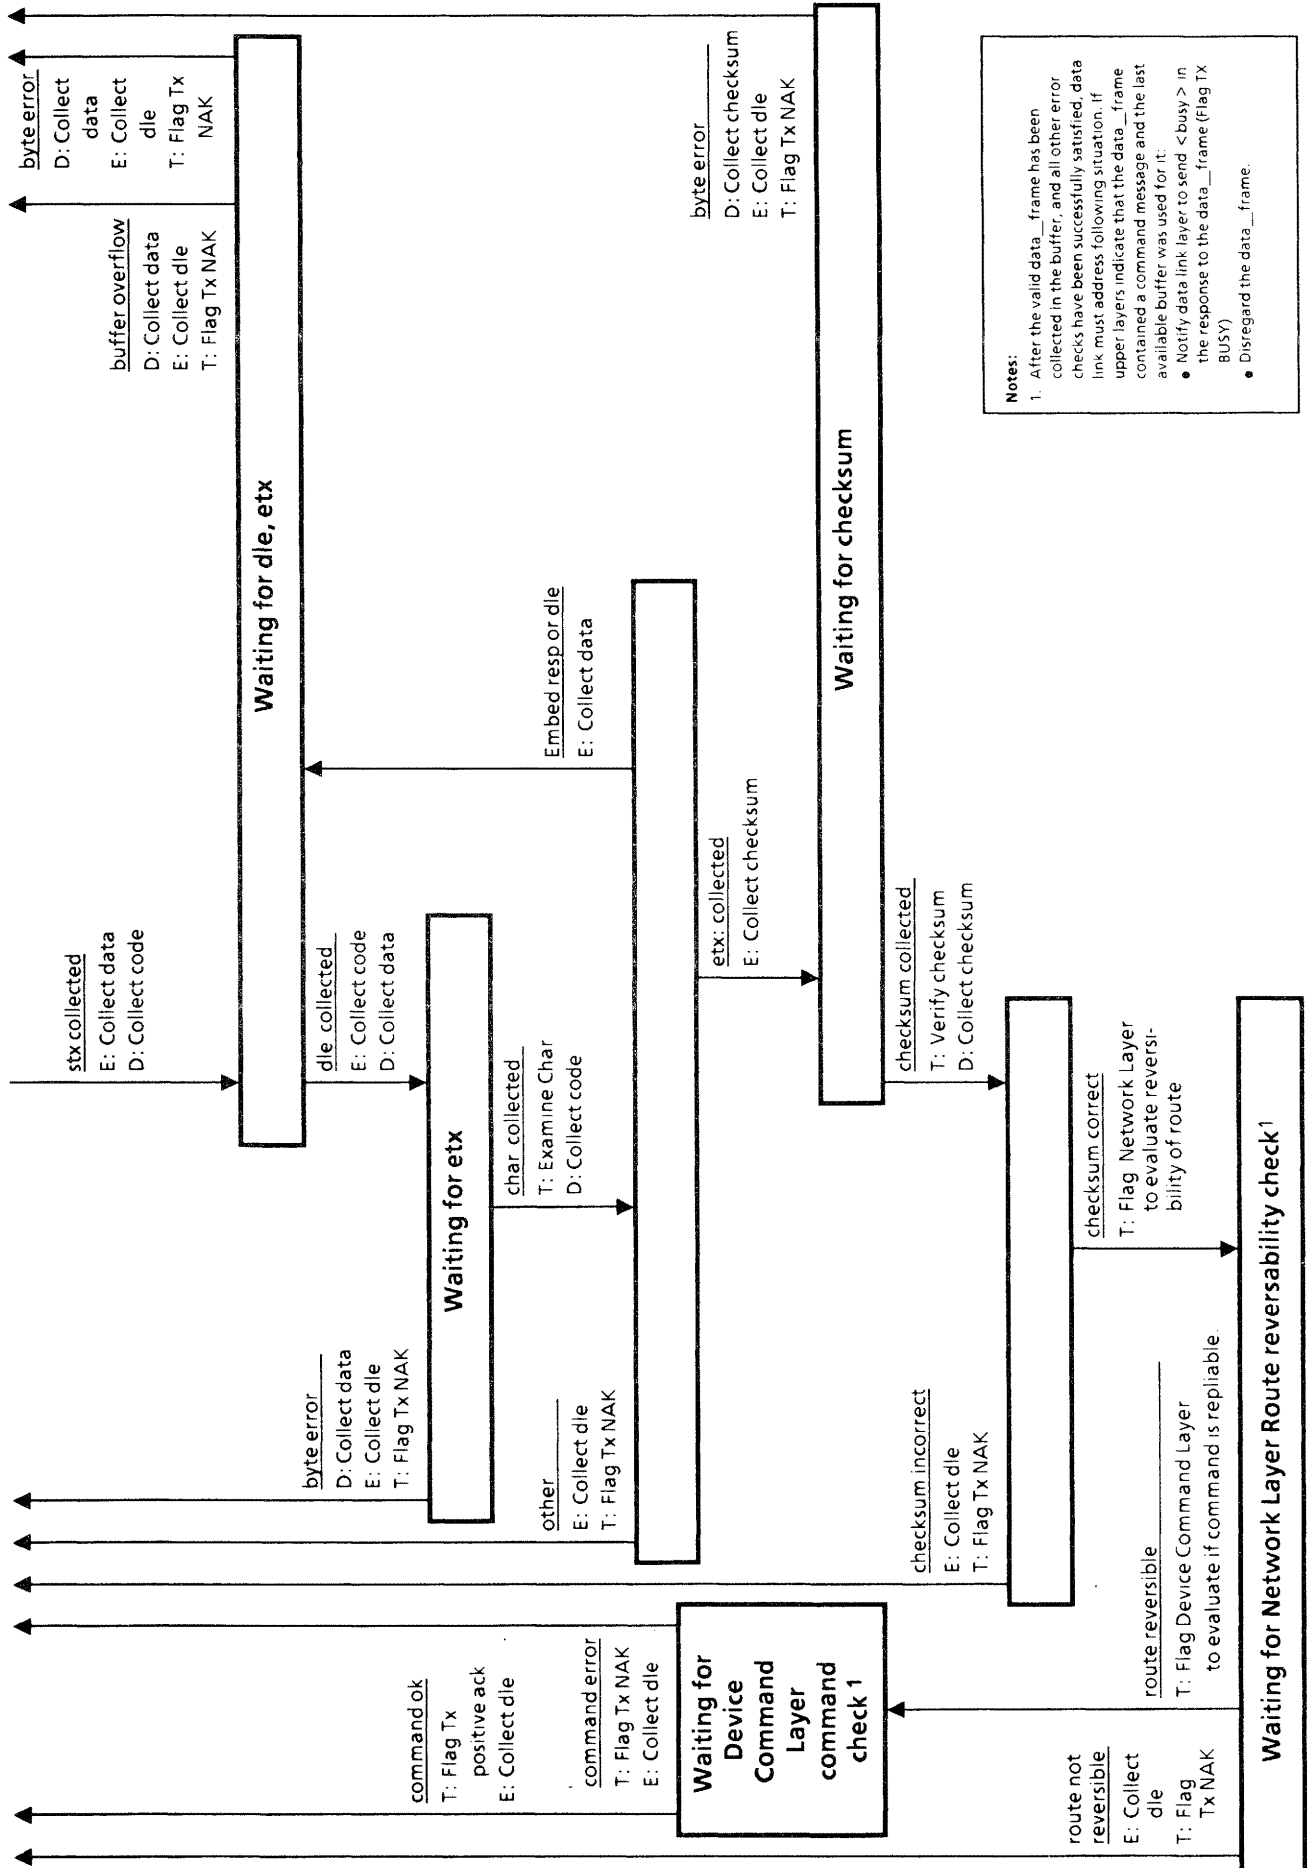 stx collected
E: Collect data
D: Collect code
buffer overflow
D: Collect data
E: Collect dle
T: Flag Tx NAK
byte error
D: Collect
data
E: Collect
dle
T: Flag Tx
NAK
Waiting for dle, etx
byte error
D: Collect data
E: Collect dle
T: Flag Tx NAK
dle collected
E: Collect code
D: Collect data
Waiting for etx
char collected
T: Examine Char
D: Collect code
Embed resp or dle
E: Collect data
other
E: Collect dle
T: Flag Tx NAK
etx: collected
E: Collect checksum
byte error
D: Collect checksum
E: Collect dle
T: Flag Tx NAK
Waiting for checksum
command ok
T: Flag Tx
positive ack
E: Collect dle
command error
T: Flag Tx NAK
E: Collect dle
Waiting for
Device
Command
Layer
command
check 1
checksum incorrect
E: Collect dle
T: Flag Tx NAK
checksum collected
T: Verify checksum
D: Collect checksum
route not
reversible
E: Collect
dle
T: Flag
Tx NAK
route reversible
T: Flag Device Command Layer
to evaluate if command is repliable.
checksum correct
T: Flag Network Layer
to evaluate reversi-
bility of route
Waiting for Network Layer Route reversability check1
Notes:
1. After the valid data__frame has been
collected in the buffer, and all other error
checks have been successfully satisfied, data
link must address following situation. If
upper layers indicate that the data__frame
contained a command message and the last
available buffer was used for it:
• Notify data link layer to send <busy> in
the response to the data__frame (Flag TX
BUSY)
• Disregard the data__frame.